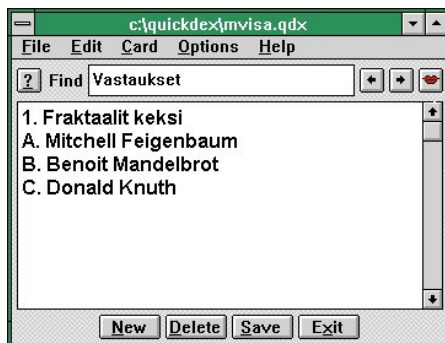 c:\quickdex\mvisa.qdx
File Edit Card Options Help
? Find Vastaukset
1. Fraktaalit keksi
A. Mitchell Feigenbaum
B. Benoit Mandelbrot
C. Donald Knuth
New Delete Save Exit